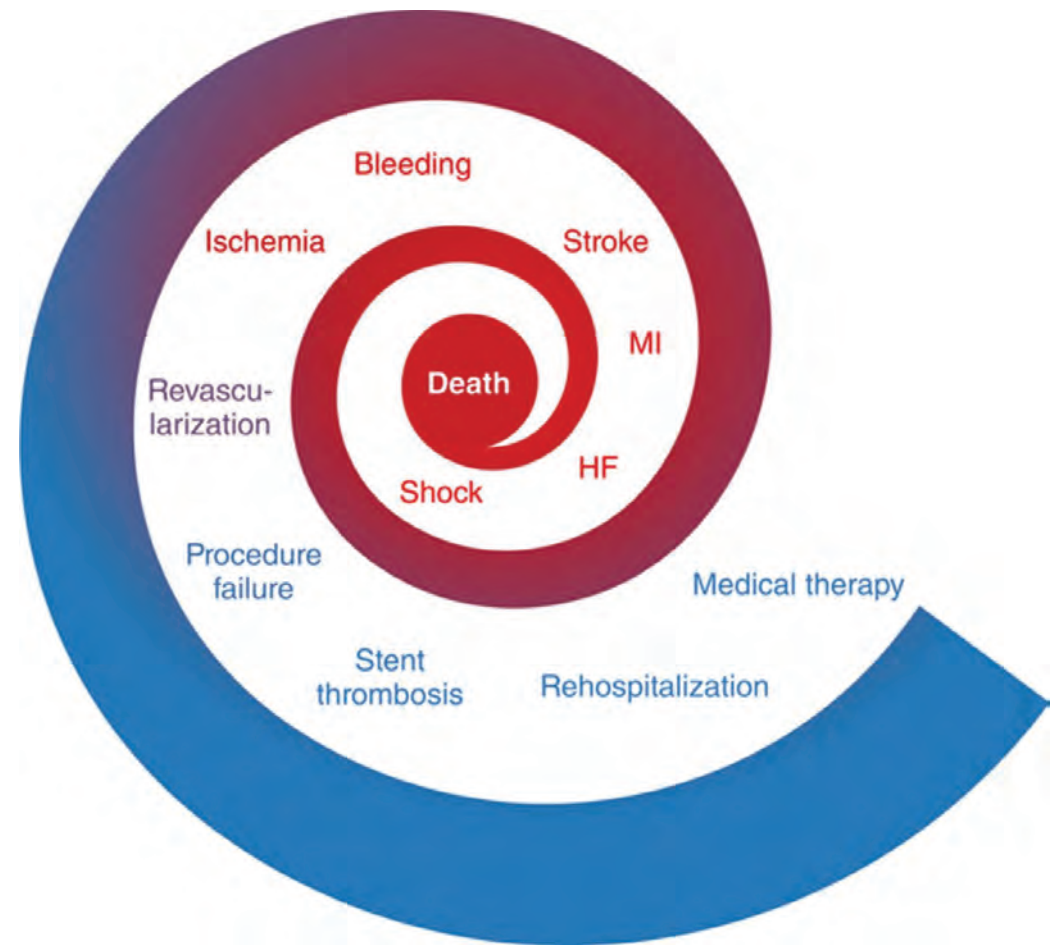 Bleeding
Ischemia
Stroke
MI
Death
Revascu-
larization
HF
Shock
Procedure
failure
Medical therapy
Stent
thrombosis
Rehospitalization